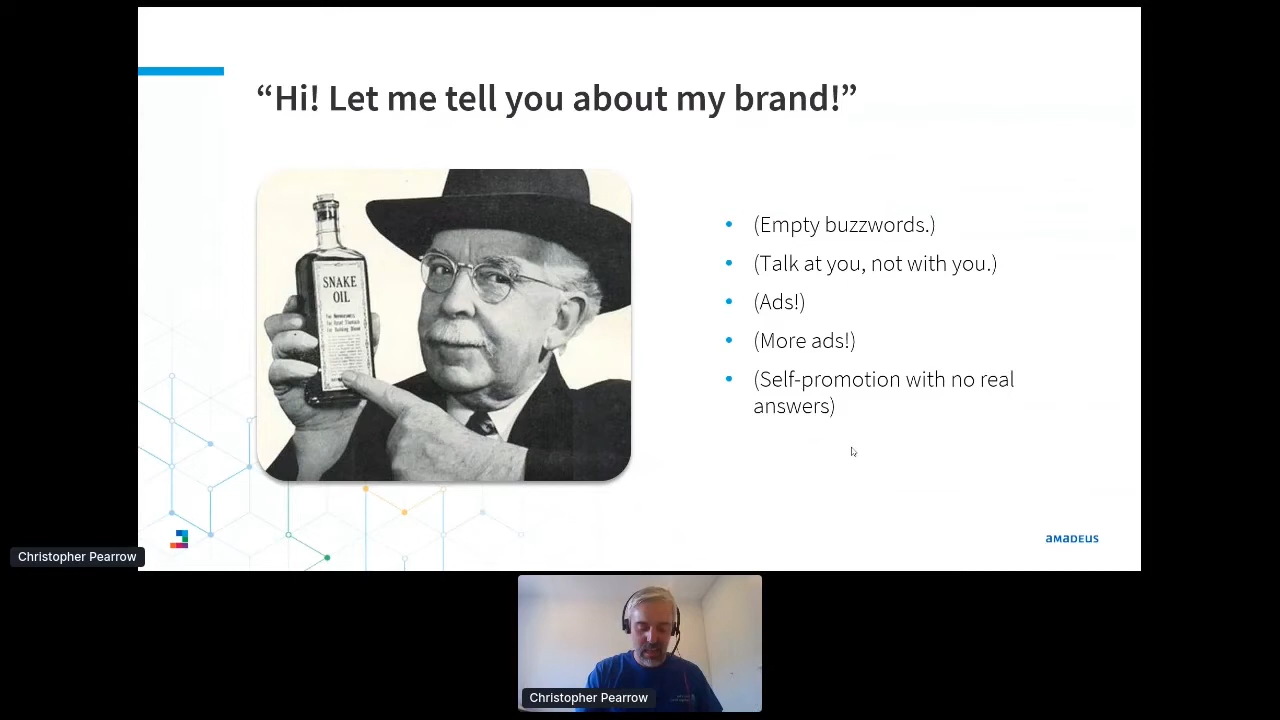 “Hi! Let me tell you about my brand!”
SNAKE
OIL
• (Empty buzzwords.)
• (Talk at you, not with you.)
• (Ads!)
• (More ads!)
• (Self-promotion with no real
answers)
amadeus
Christopher Pearrow
Christopher Pearrow